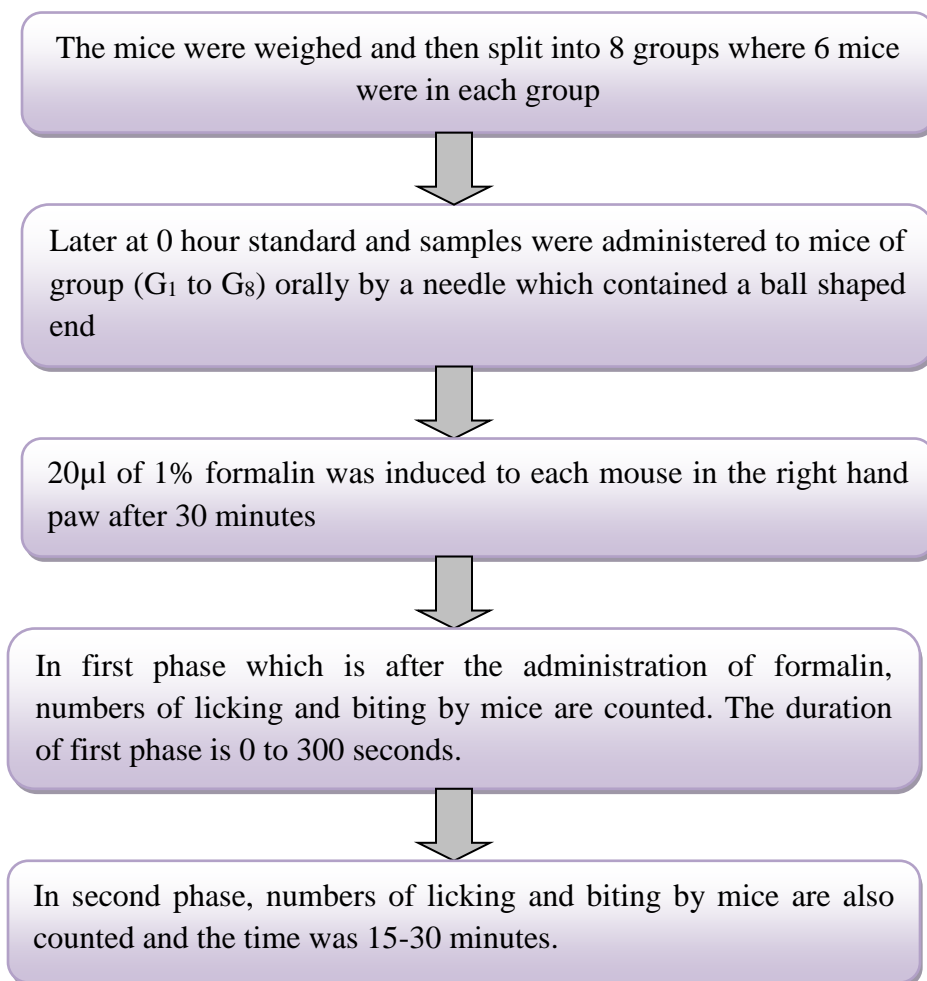 The mice were weighed and then split into 8 groups where 6 mice
were in each group
Later at 0 hour standard and samples were administered to mice of
group (G₁ to G₈) orally by a needle which contained a ball shaped
end
20μl of 1% formalin was induced to each mouse in the right hand
paw after 30 minutes
In first phase which is after the administration of formalin,
numbers of licking and biting by mice are counted. The duration
of first phase is 0 to 300 seconds.
In second phase, numbers of licking and biting by mice are also
counted and the time was 15-30 minutes.